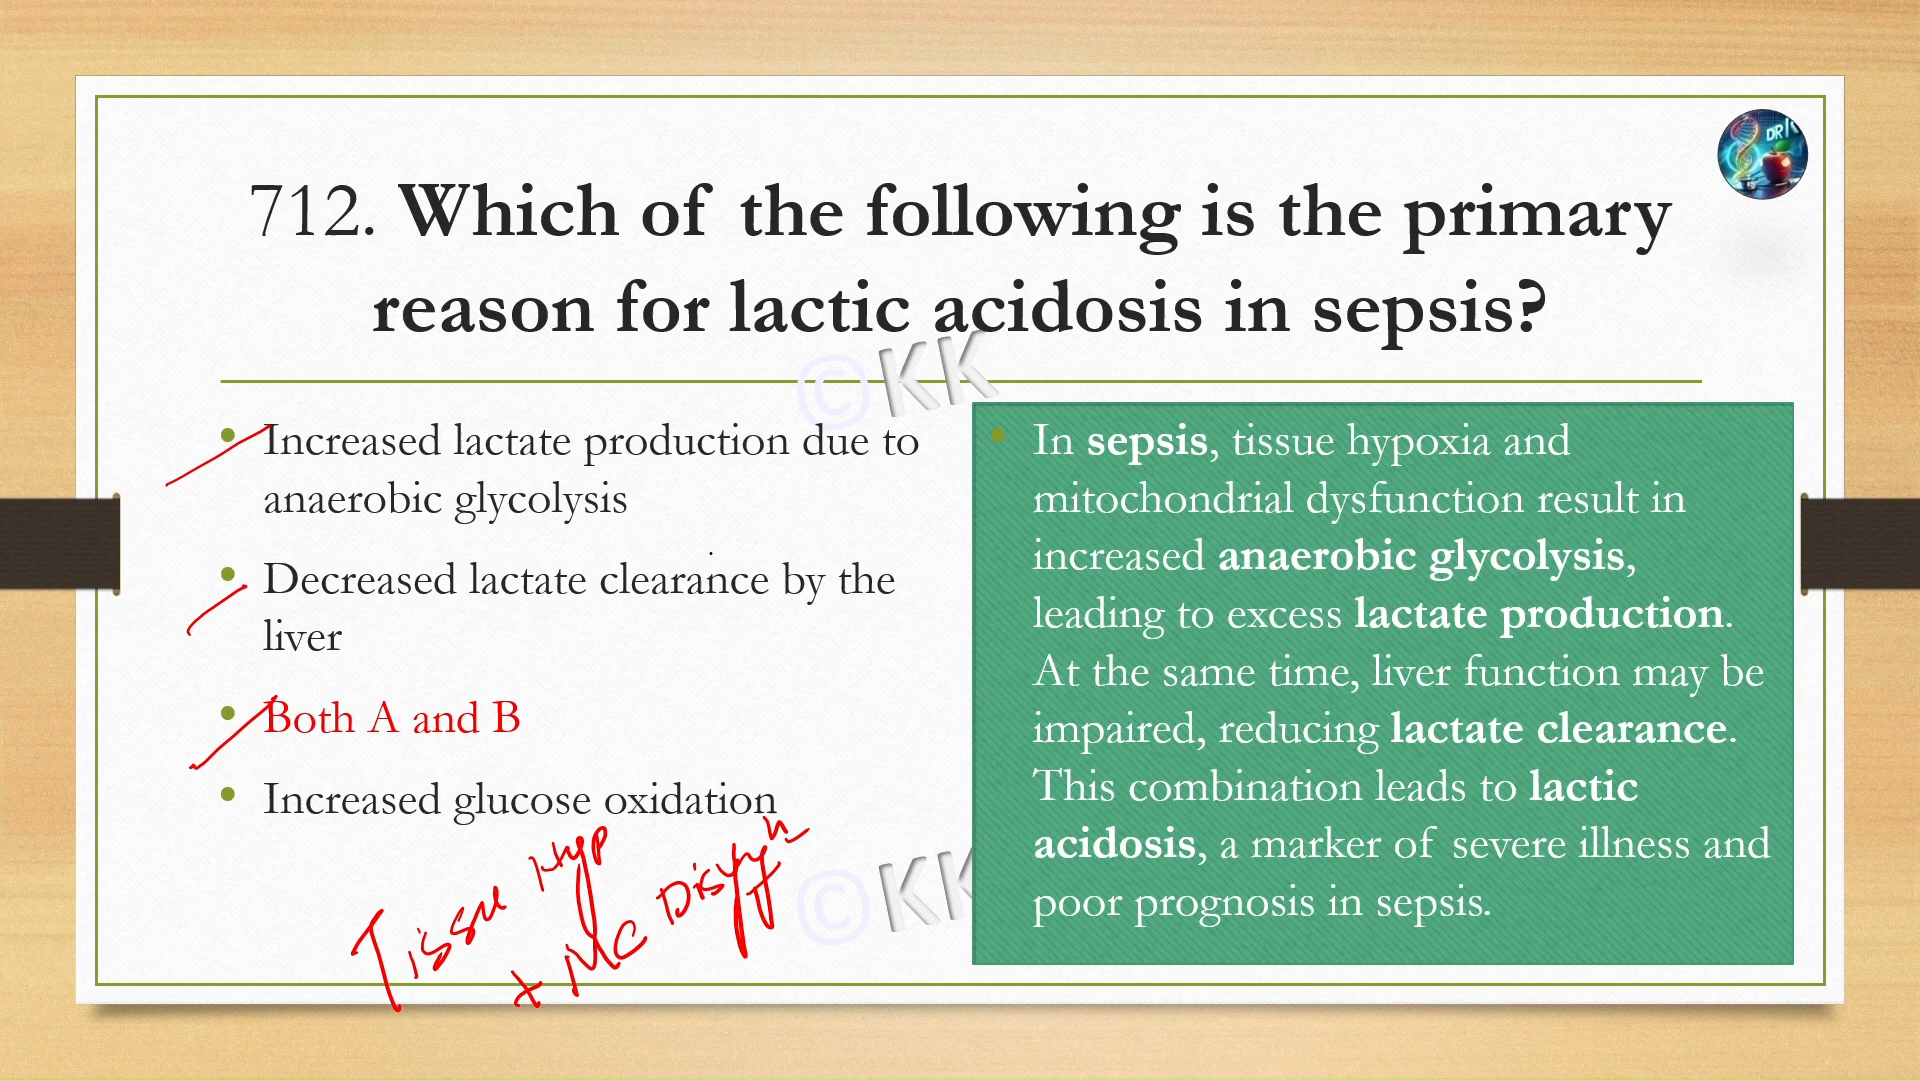 DR K
712. Which of the following is the primary
reason for lactic acidosis in sepsis?
©KK
• Increased lactate production due to
anaerobic glycolysis
• Decreased lactate clearance by the
liver
• Both A and B
• Increased glucose oxidation
Tissue Hyp
+ MC
©KK
• In sepsis, tissue hypoxia and
mitochondrial dysfunction result in
increased anaerobic glycolysis,
leading to excess lactate production.
At the same time, liver function may be
impaired, reducing lactate clearance.
This combination leads to lactic
acidosis, a marker of severe illness and
poor prognosis in sepsis.